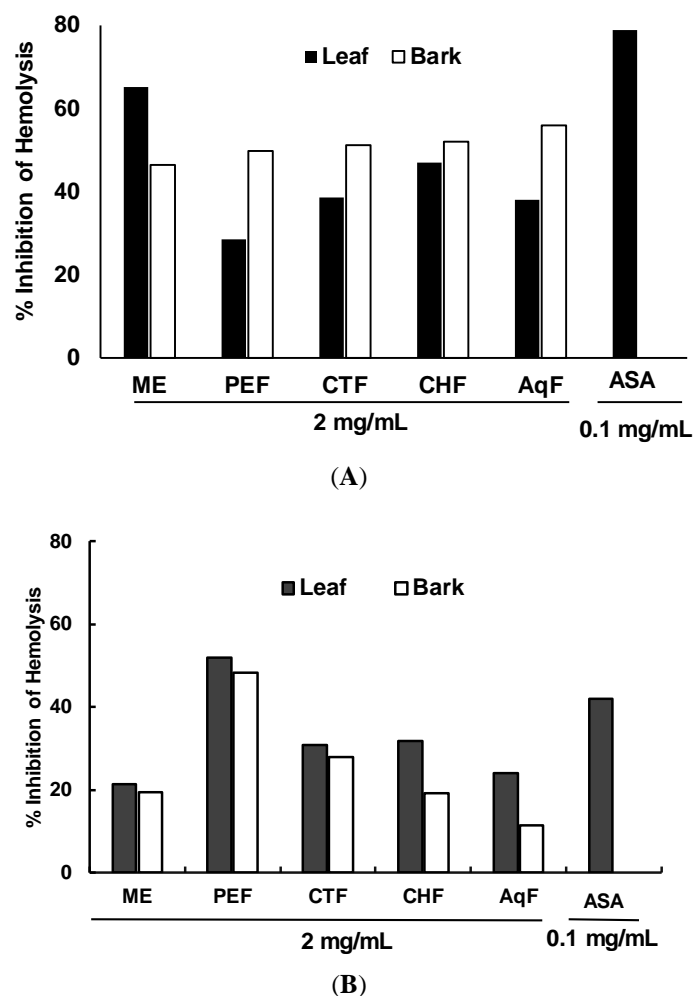 % Inhibition of Hemolysis
80
60
40
20
0
Leaf Bark
ME PEF CTF CHF AqF ASA
2 mg/mL 0.1 mg/mL
(A)
% Inhibition of Hemolysis
80
60
40
20
0
Leaf Bark
ME PEF CTF CHF AqF ASA
2 mg/mL 0.1 mg/mL
(B)